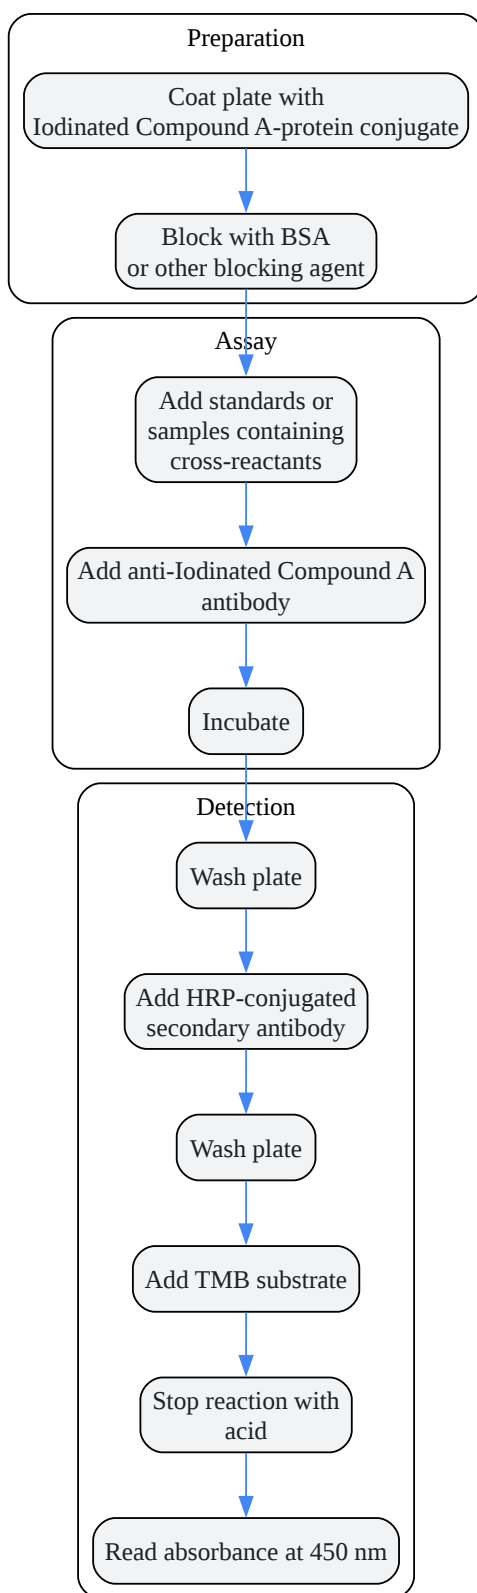 Preparation
Coat plate with
Iodinated Compound A-protein conjugate
Block with BSA
or other blocking agent
Assay
Add standards or
samples containing
cross-reactants
Add anti-Iodinated Compound A
antibody
Incubate
Detection
Wash plate
Add HRP-conjugated
secondary antibody
Wash plate
Add TMB substrate
Stop reaction with
acid
Read absorbance at 450 nm